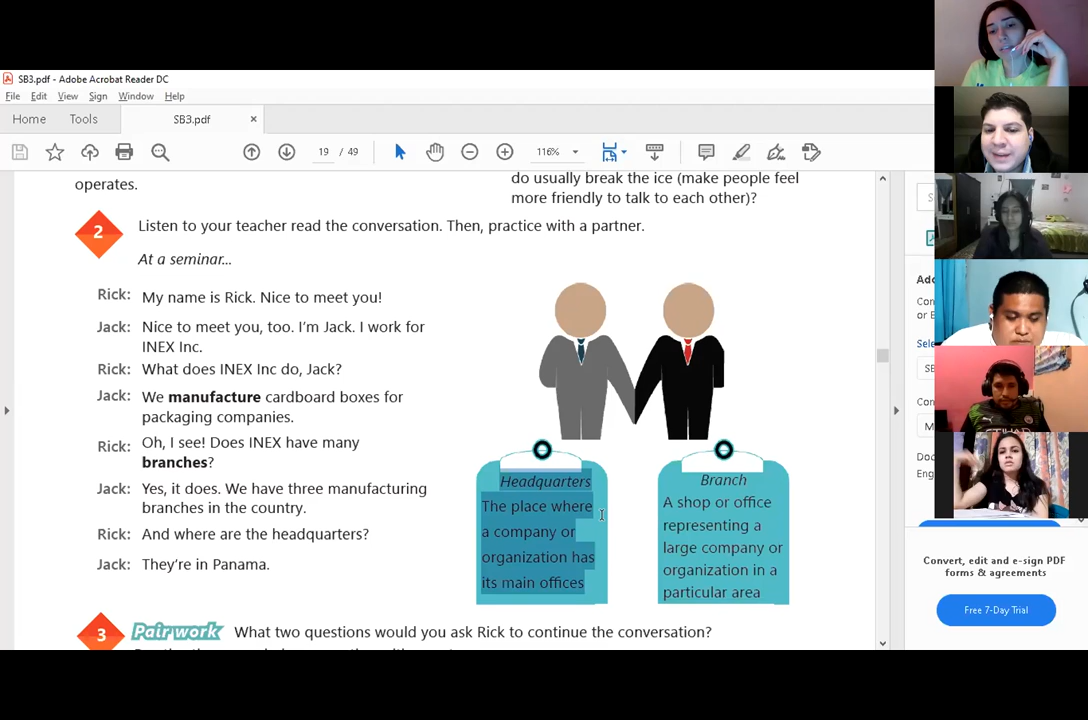 SB3.pdf - Adobe Acrobat Reader DC
File Edit View Sign Window Help
Home Tools SB3.pdf ×
19 / 49 116%
operates.
do usually break the ice (make people feel
more friendly to talk to each other)?
2 Listen to your teacher read the conversation. Then, practice with a partner.
At a seminar...
Rick: My name is Rick. Nice to meet you!
Jack: Nice to meet you, too. I'm Jack. I work for
INEX Inc.
Rick: What does INEX Inc do, Jack?
Jack: We manufacture cardboard boxes for
packaging companies.
Rick: Oh, I see! Does INEX have many
branches?
Jack: Yes, it does. We have three manufacturing
branches in the country.
Rick: And where are the headquarters?
Jack: They're in Panama.
Headquarters
The place where
a company or
organization has
its main offices
Branch
A shop or office
representing a
large company or
organization in a
particular area
3 Pair work What two questions would you ask Rick to continue the conversation?
Convert, edit and e-sign PDF
forms & agreements
Free 7-Day Trial